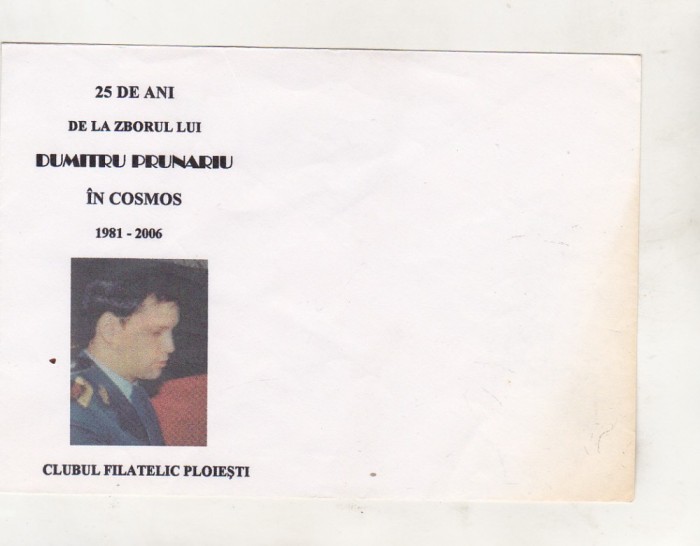 25 DE ANI
DE LA ZBORUL LUI
DUMITRU PRUNARIU
ÎN COSMOS
1981 - 2006
CLUBUL FILATELIC PLOIEŞTI